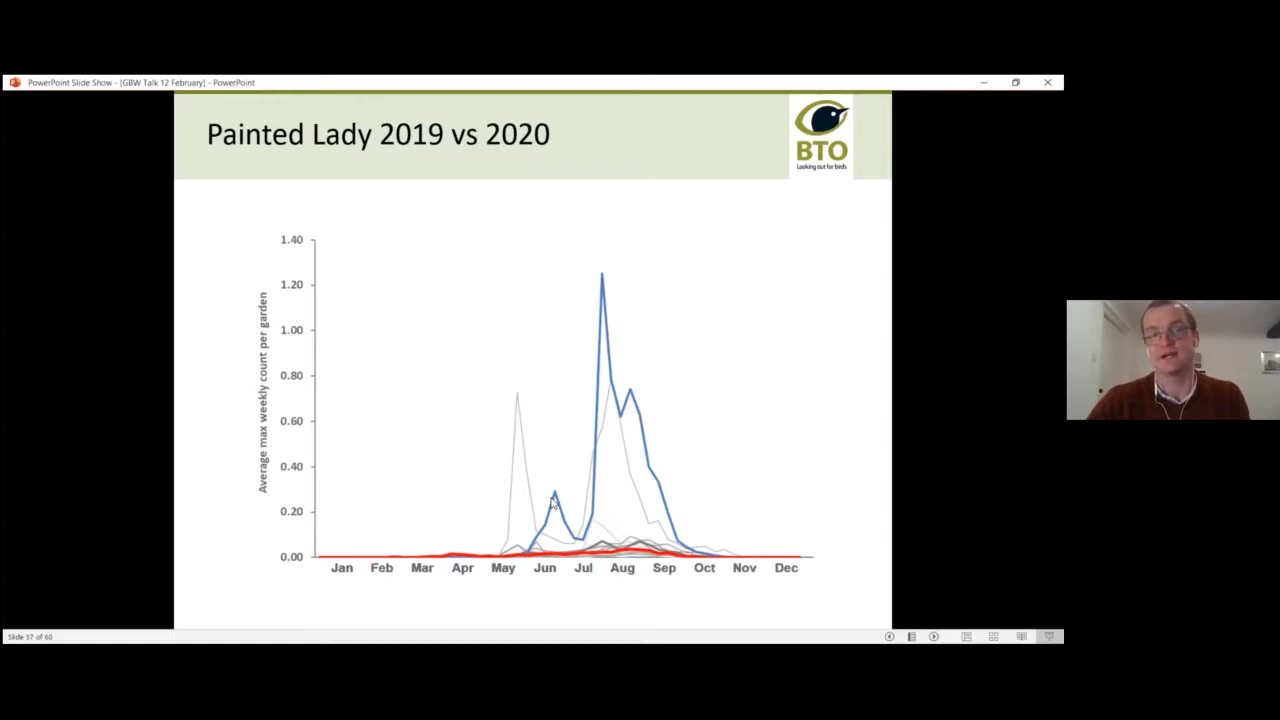 PowerPoint Slide Show - [GBW Talk 12 February] - PowerPoint
Painted Lady 2019 vs 2020
BTO
Looking out for birds
Average max weekly count per garden
1.40
1.20
1.00
0.80
0.60
0.40
0.20
0.00
Jan Feb Mar Apr May Jun Jul Aug Sep Oct Nov Dec
Slide 57 of 60